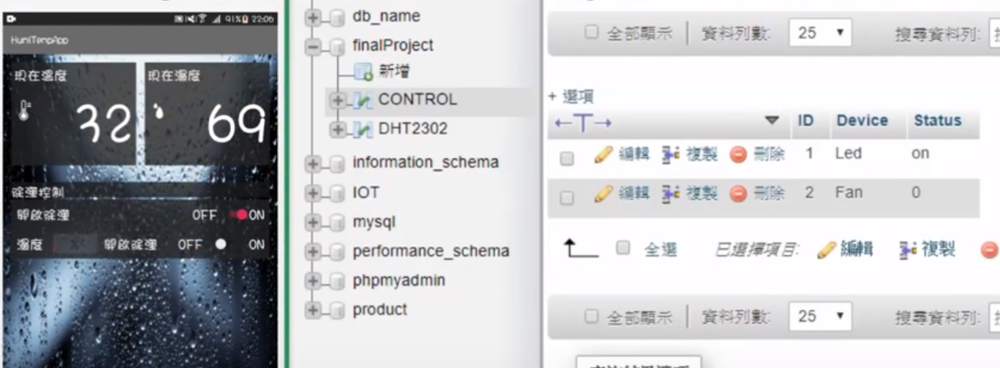 91% 22:06
HumiTempApp
現在溫度
現在濕度
32
69
除濕控制
開啟除濕 OFF ON
濕度 開啟除濕 OFF ON
db_name
finalProject
新增
CONTROL
DHT2302
information_schema
IOT
mysql
performance_schema
phpmyadmin
product
全部顯示 資料列數: 25 搜尋資料列:
+ 選項
←T→ ID Device Status
編輯 複製 刪除 1 Led on
編輯 複製 刪除 2 Fan 0
全選 已選擇項目: 編輯 複製
全部顯示 資料列數: 25 搜尋資料列: